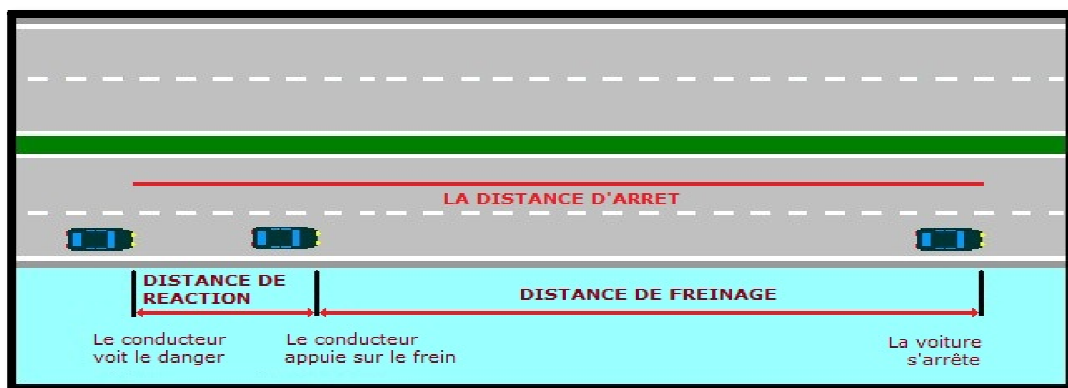 LA DISTANCE D'ARRET
DISTANCE DE
REACTION
DISTANCE DE FREINAGE
Le conducteur
voit le danger
Le conducteur
appuie sur le frein
La voiture
s'arrête